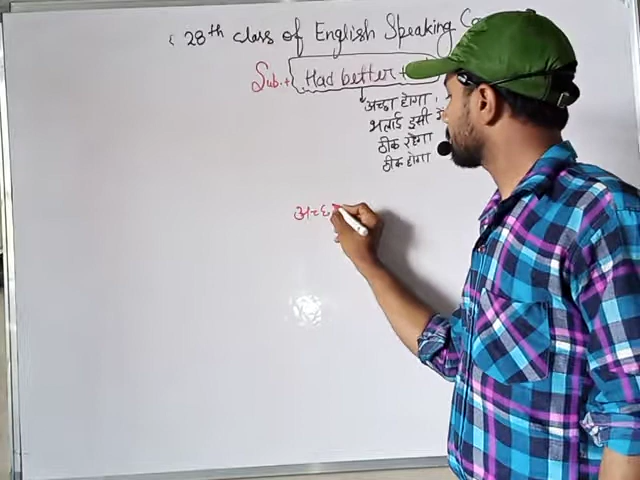 28th class of English Speaking
Sub. + Had better +
अच्छा होगा,
भलाई इसी में
ठीक रहेगा
ठीक होगा